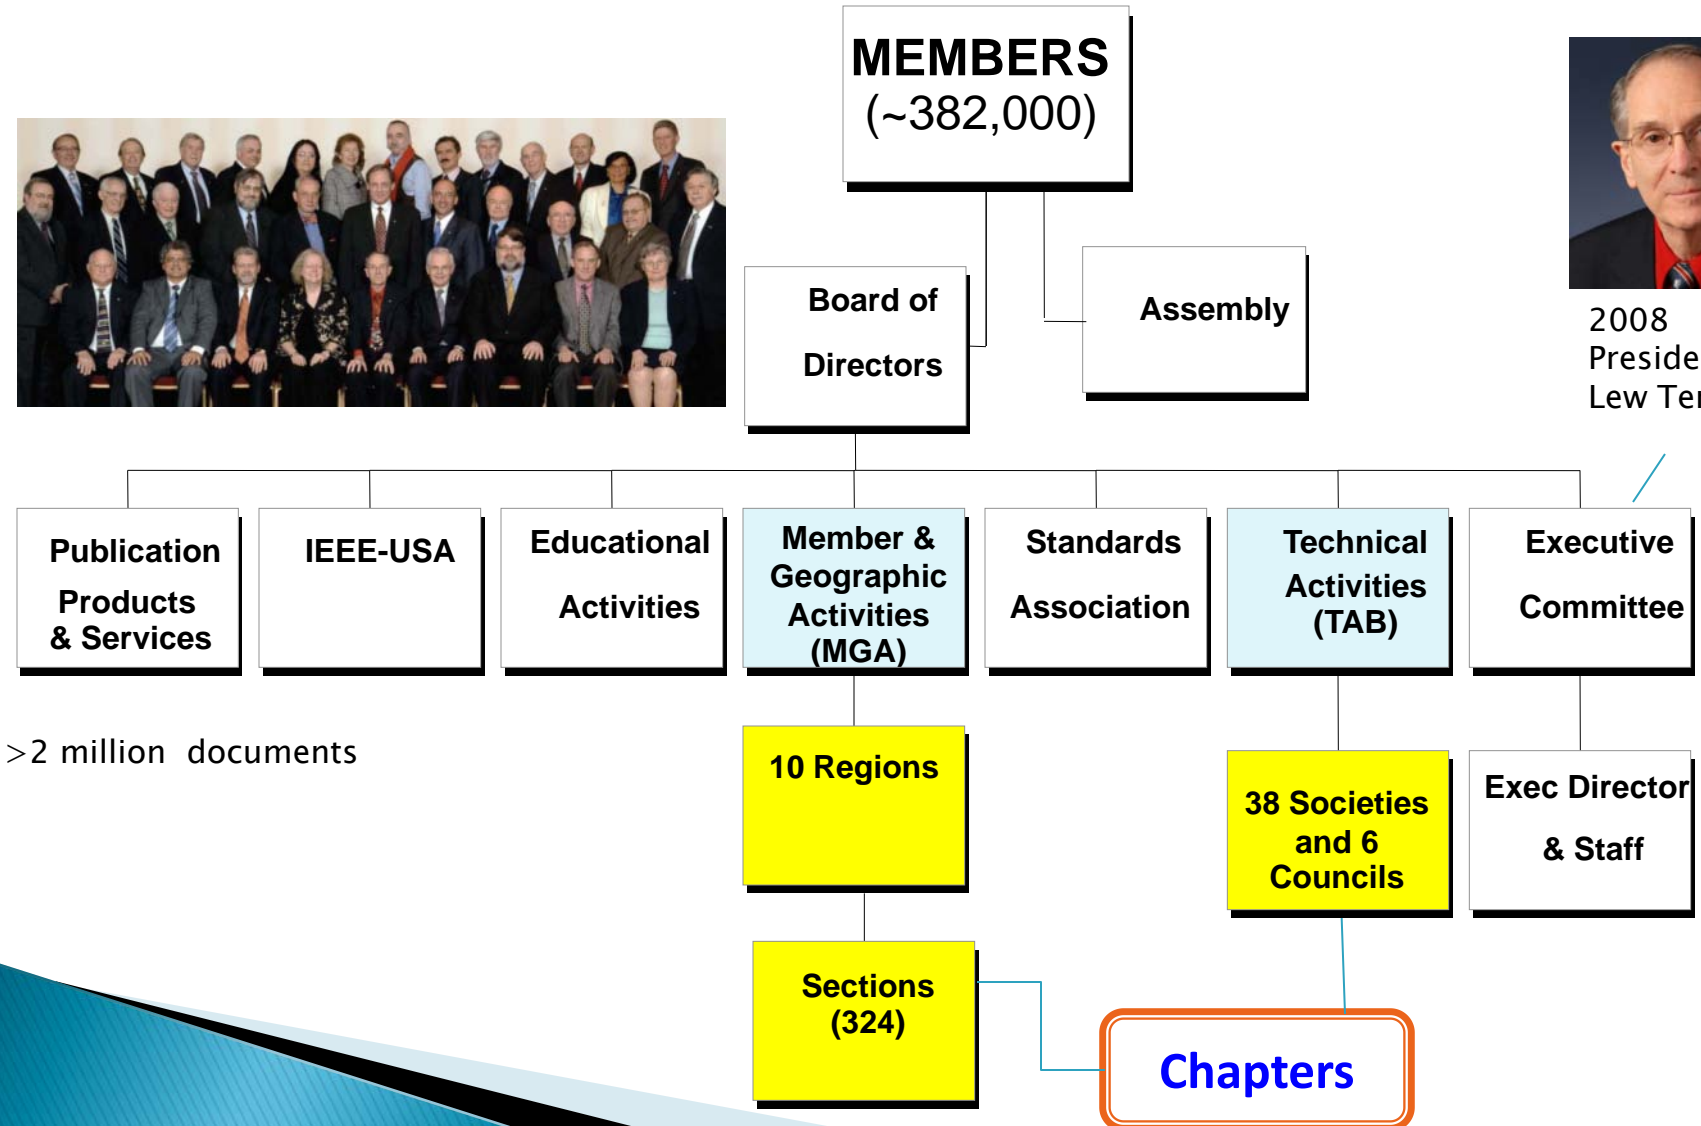 MEMBERS
(~382,000)
Board of
Directors
Assembly
2008
Lew
Publication
Products
& Services
IEEE-USA
Educational
Activities
Member &
Geographic
Activities
(MGA)
Standards
Association
Technical
Activities
(TAB)
Executive
Committee
>2 million documents
10 Regions
38 Societies
and 6
Councils
Exec Director
& Staff
Sections
(324)
Chapters